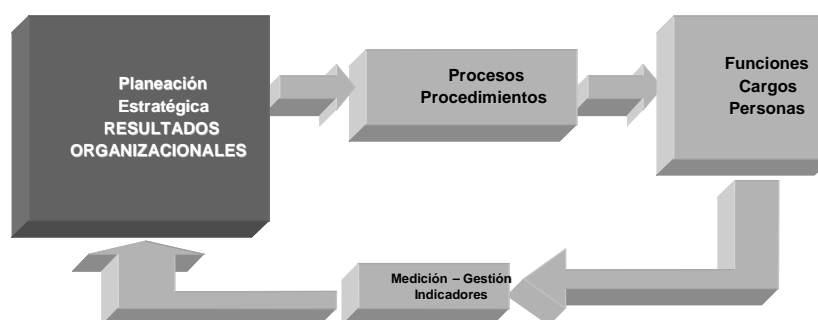 Planeación
Estratégica
RESULTADOS
ORGANIZACIONALES
Procesos
Procedimientos
Funciones
Cargos
Personas
Medición – Gestión
Indicadores